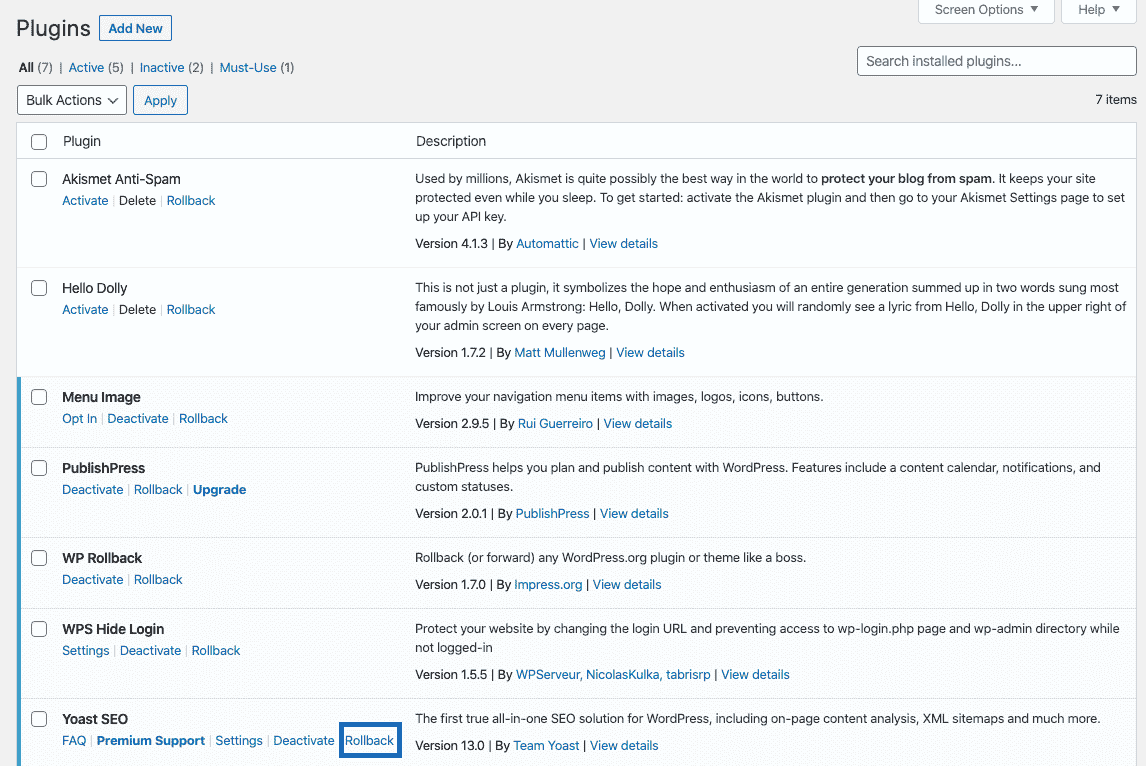 Screen Options ▼ Help ▼
Plugins Add New
All (7) | Active (5) | Inactive (2) | Must-Use (1)
Search installed plugins...
Bulk Actions Apply
7 items
Plugin Description
Akismet Anti-Spam
Activate | Delete | Rollback
Used by millions, Akismet is quite possibly the best way in the world to protect your blog from spam. It keeps your site
protected even while you sleep. To get started: activate the Akismet plugin and then go to your Akismet Settings page to set
up your API key.
Version 4.1.3 | By Automattic | View details
Hello Dolly
Activate | Delete | Rollback
This is not just a plugin, it symbolizes the hope and enthusiasm of an entire generation summed up in two words sung most
famously by Louis Armstrong: Hello, Dolly. When activated you will randomly see a lyric from Hello, Dolly in the upper right of
your admin screen on every page.
Version 1.7.2 | By Matt Mullenweg | View details
Menu Image
Opt In | Deactivate | Rollback
Improve your navigation menu items with images, logos, icons, buttons.
Version 2.9.5 | By Rui Guerreiro | View details
PublishPress
Deactivate | Rollback | Upgrade
PublishPress helps you plan and publish content with WordPress. Features include a content calendar, notifications, and
custom statuses.
Version 2.0.1 | By PublishPress | View details
WP Rollback
Deactivate | Rollback
Rollback (or forward) any WordPress.org plugin or theme like a boss.
Version 1.7.0 | By Impress.org | View details
WPS Hide Login
Settings | Deactivate | Rollback
Protect your website by changing the login URL and preventing access to wp-login.php page and wp-admin directory while
not logged-in
Version 1.5.5 | By WPServeur, NicolasKulka, tabrisrp | View details
Yoast SEO
FAQ | Premium Support | Settings | Deactivate | Rollback
The first true all-in-one SEO solution for WordPress, including on-page content analysis, XML sitemaps and much more.
Version 13.0 | By Team Yoast | View details